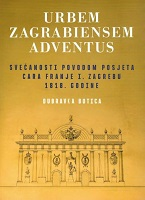 URBEM
ZAGRABIENSEM
ADVENTUS
SVEČANOSTI POVODOM POSJETA
CARA FRANJE I. ZAGREBU
1818. GODINE
DUBRAVKA BOTICA